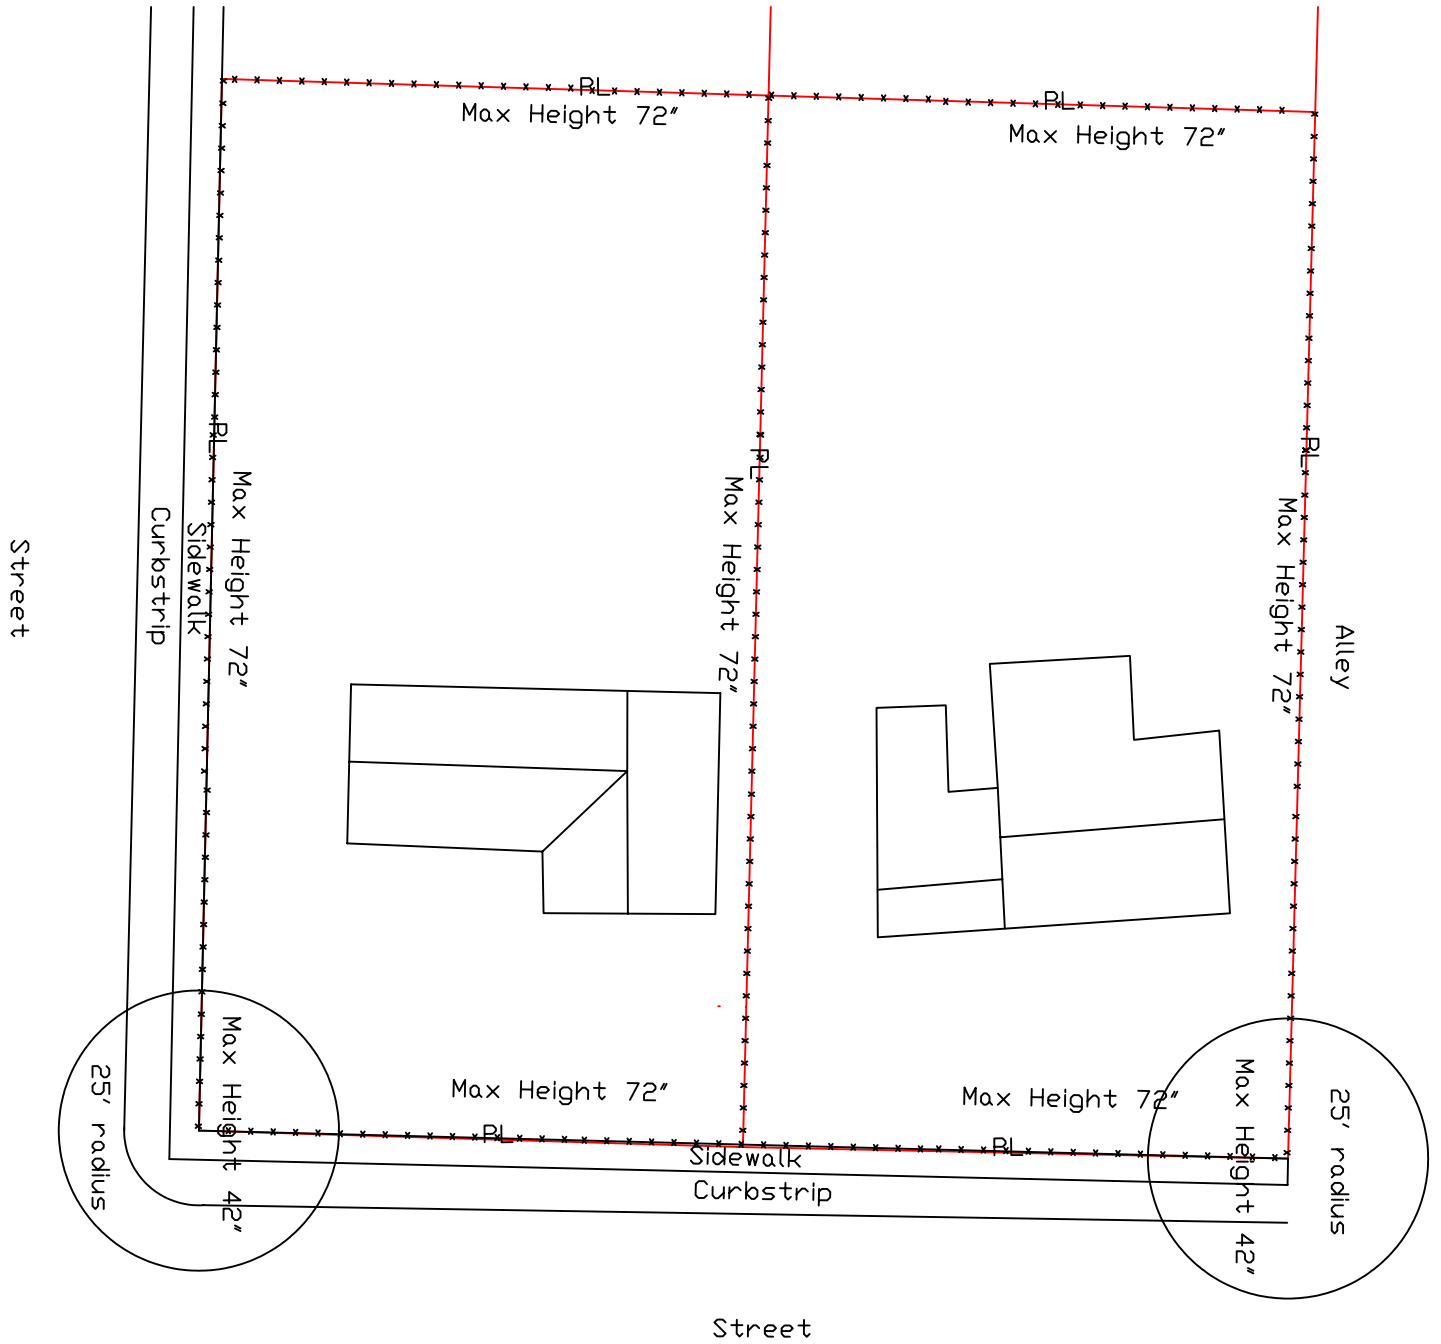 PL
PL
Max Height 72"
Max Height 72"
PL
PL
PL
Max Height 72"
Max Height 72"
Max Height 72"
Curbstrip
Sidewalk
Street
Alley
Max Height 42"
25' radius
Max Height 72"
Max Height 72"
Max Height 42"
25' radius
PL
PL
Sidewalk
Curbstrip
Street